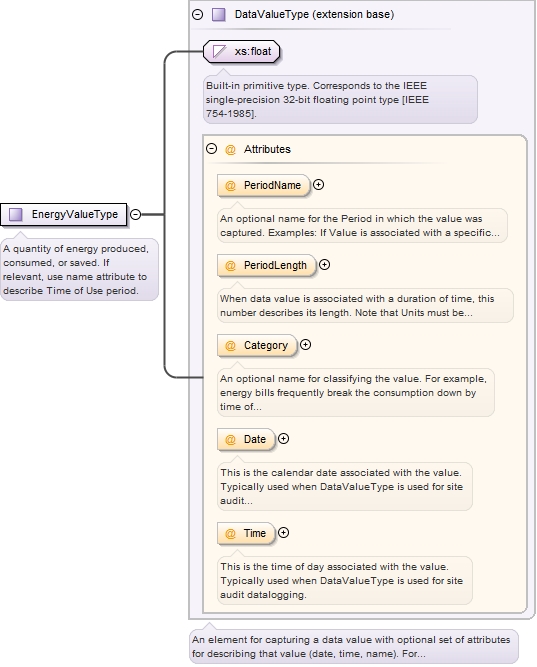 DataValueType (extension base)
xs:float
Built-in primitive type. Corresponds to the IEEE
single-precision 32-bit floating point type [IEEE
754-1985].
@ Attributes
@ PeriodName
An optional name for the Period in which the value was
captured. Examples: If Value is associated with a specific...
EnergyValueType
A quantity of energy produced,
consumed, or saved. If
relevant, use name attribute to
describe Time of Use period.
@ PeriodLength
When data value is associated with a duration of time, this
number describes its length. Note that Units must be...
@ Category
An optional name for classifying the value. For example,
energy bills frequently break the consumption down by
time of...
@ Date
This is the calendar date associated with the value.
Typically used when DataValueType is used for site
audit...
@ Time
This is the time of day associated with the value.
Typically used when DataValueType is used for site
audit datalogging.
An element for capturing a data value with optional set of attributes
for describing that value (date, time, name). For...